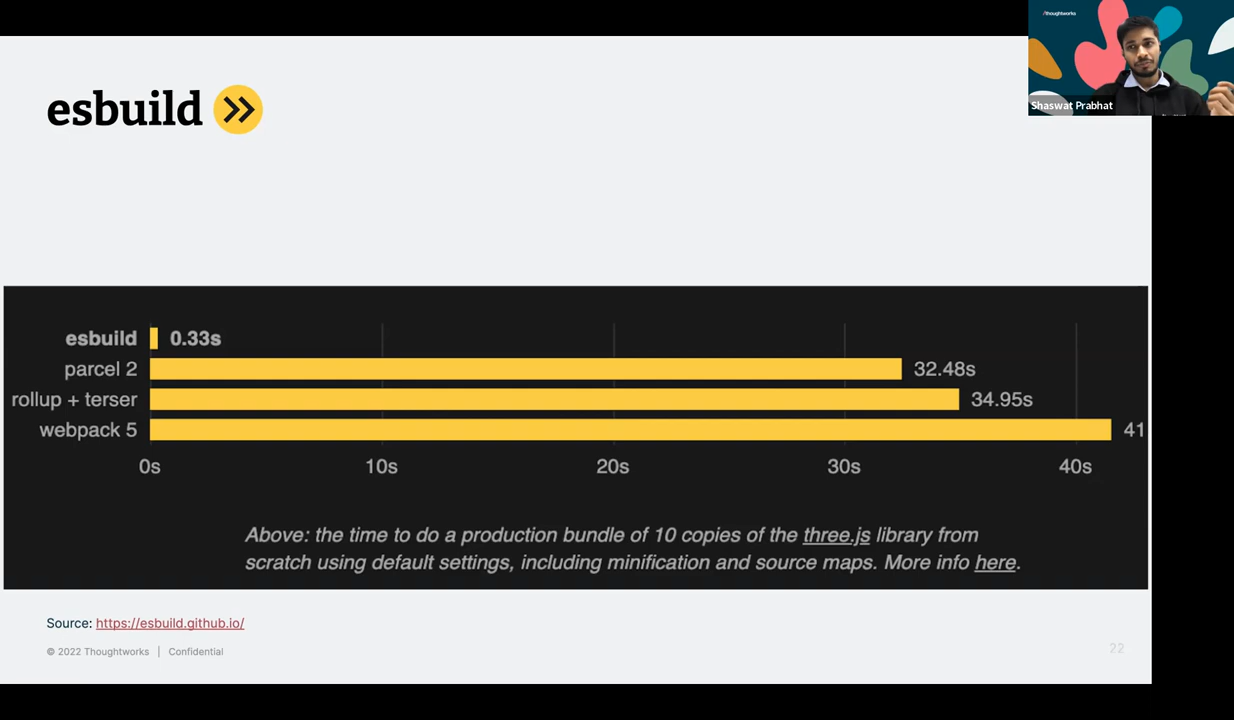 /thoughtworks
Shaswat Prabhat
esbuild
esbuild 0.33s
parcel 2 32.48s
rollup + terser 34.95s
webpack 5 41
0s 10s 20s 30s 40s
Above: the time to do a production bundle of 10 copies of the three.js library from
scratch using default settings, including minification and source maps. More info here.
Source: https://esbuild.github.io/
© 2022 Thoughtworks | Confidential
22